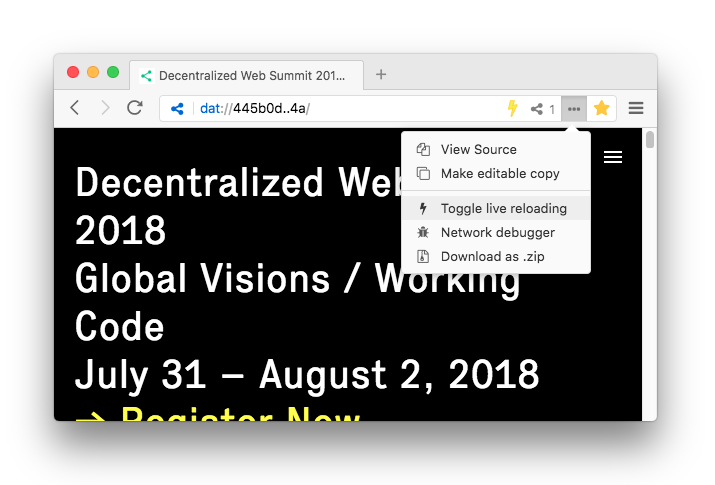 Decentralized Web Summit 201...
dat://445b0d..4a/
1
View Source
Make editable copy
Toggle live reloading
Network debugger
Download as .zip
Decentralized Web
2018
Global Visions / Working
Code
July 31 – August 2, 2018
→ Register Now